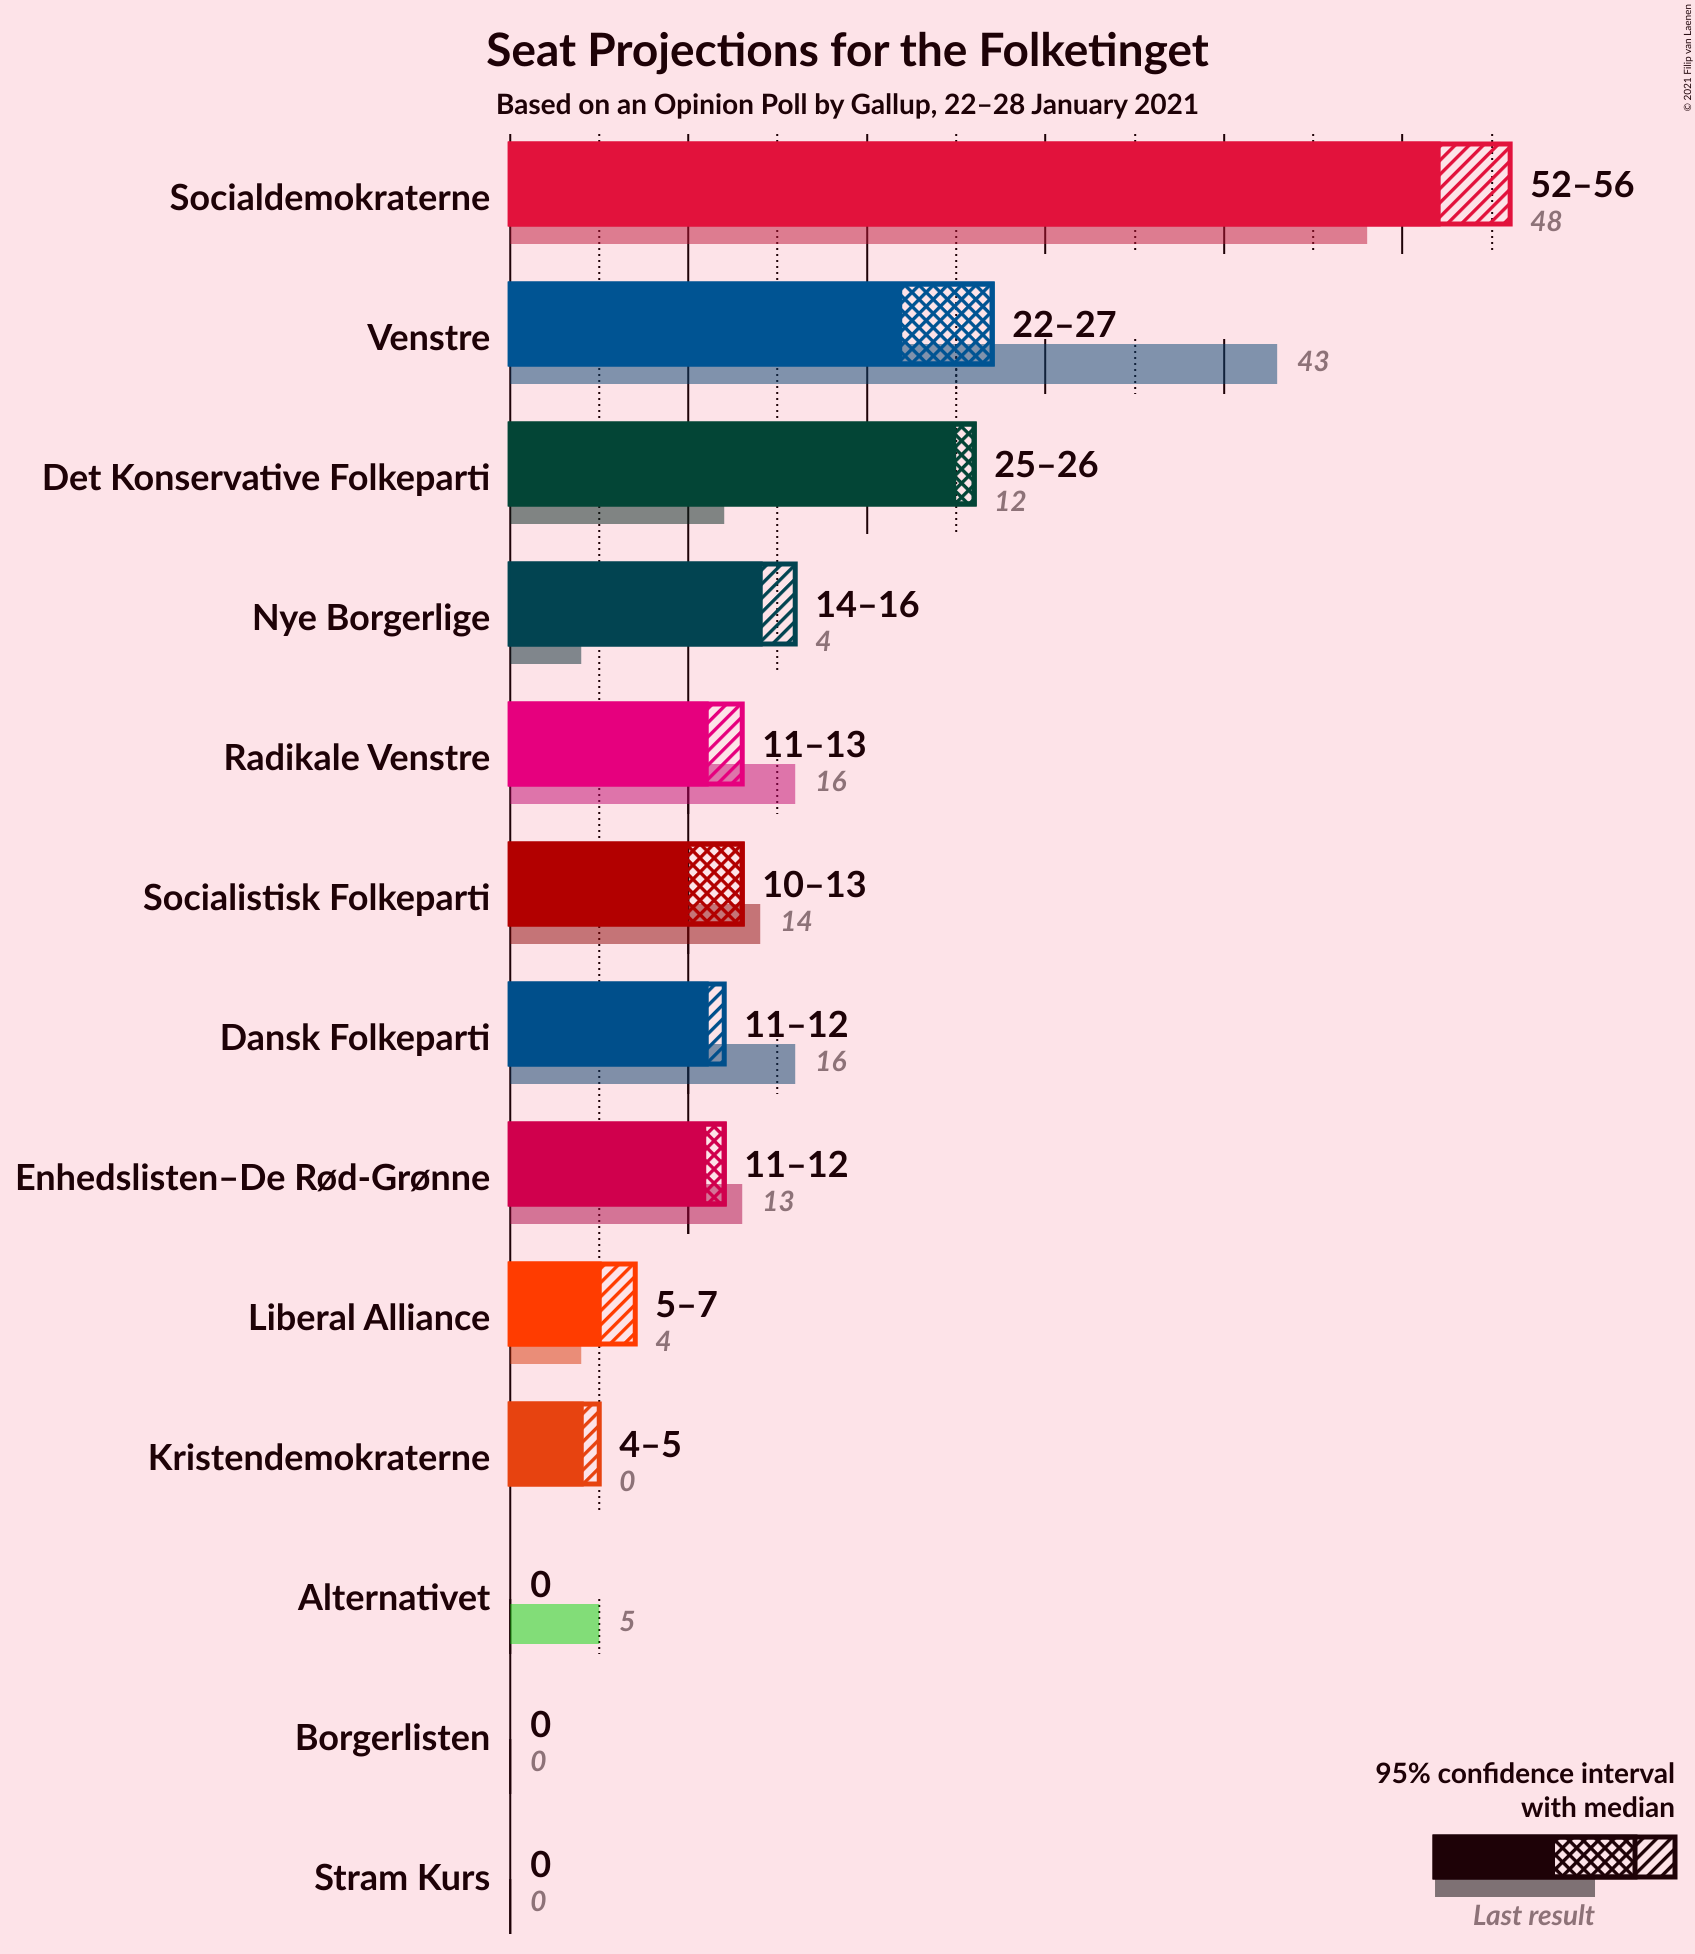 Seat Projections for the Folketinget
Based on an Opinion Poll by Gallup, 22–28 January 2021
© 2021 Filip van Laenen
Socialdemokraterne
52–56
48
Venstre
22–27
43
Det Konservative Folkeparti
25–26
12
Nye Borgerlige
14–16
4
Radikale Venstre
11–13
16
Socialistisk Folkeparti
10–13
14
Dansk Folkeparti
11–12
16
Enhedslisten–De Rød-Grønne
11–12
13
Liberal Alliance
5–7
4
Kristendemokraterne
4–5
0
Alternativet
0
5
Borgerlisten
0
0
Stram Kurs
0
0
95% confidence interval
with median
Last result